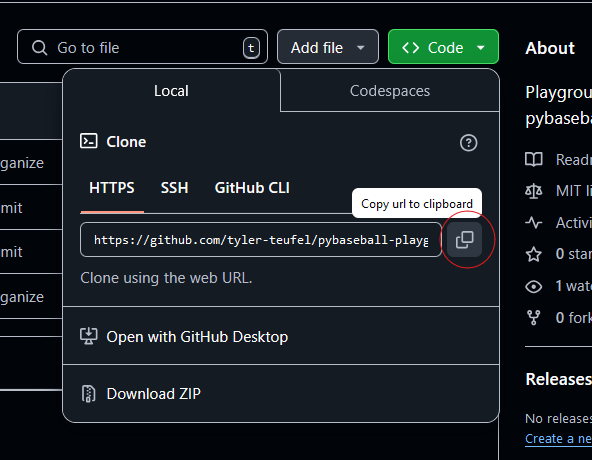 Go to file
t
Add file
Code
About
Local
Codespaces
Clone
HTTPS
SSH
GitHub CLI
Copy url to clipboard
https://github.com/tyler-teufel/pybaseball-playg
Clone using the web URL.
Open with GitHub Desktop
Download ZIP
ganize
mit
mit
ganize
Playgrou
pybaseba
Readm
MIT li
Activi
0 star
1 watc
0 fork
Releases
No releases
Create a ne